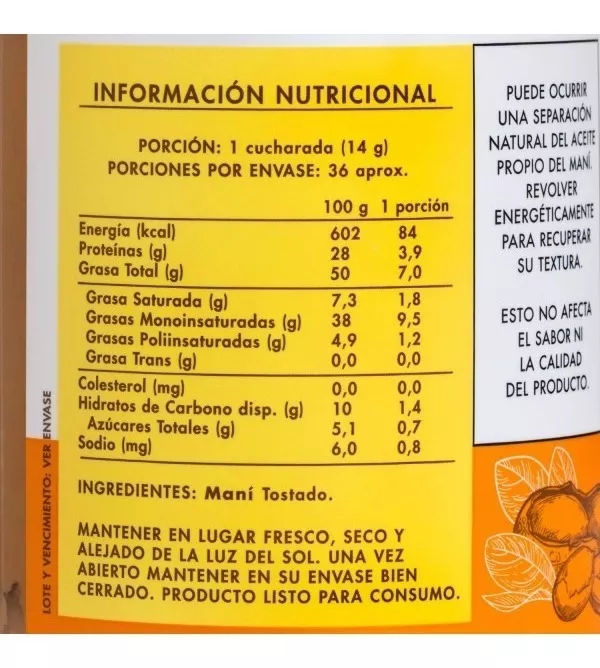 INFORMACIÓN NUTRICIONAL
PORCIÓN: 1 cucharada (14 g)
PORCIONES POR ENVASE: 36 aprox.
100 g 1 porción
Energía (kcal) 602 84
Proteínas (g) 28 3,9
Grasa Total (g) 50 7,0
Grasa Saturada (g) 7,3 1,8
Grasas Monoinsaturadas (g) 38 9,5
Grasas Poliinsaturadas (g) 4,9 1,2
Grasa Trans (g) 0,0 0,0
Colesterol (mg) 0,0 0,0
Hidratos de Carbono disp. (g) 10 1,4
Azúcares Totales (g) 5,1 0,7
Sodio (mg) 6,0 0,8
INGREDIENTES: Maní Tostado.
MANTENER EN LUGAR FRESCO, SECO Y
ALEJADO DE LA LUZ DEL SOL. UNA VEZ
ABIERTO MANTENER EN SU ENVASE BIEN
CERRADO. PRODUCTO LISTO PARA CONSUMO.
LOTE Y VENCIMIENTO: VER ENVASE
PUEDE OCURRIR
UNA SEPARACIÓN
NATURAL DEL ACEITE
PROPIO DEL MANÍ.
REVOLVER
ENERGÉTICAMENTE
PARA RECUPERAR
SU TEXTURA.
ESTO NO AFECTA
EL SABOR NI
LA CALIDAD
DEL PRODUCTO.